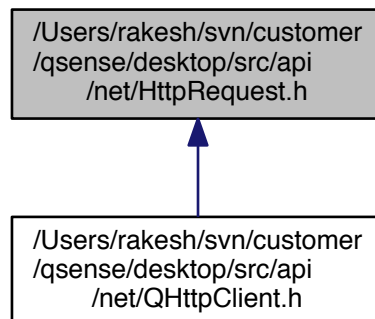 /Users/rakesh/svn/customer
/qsense/desktop/src/api
/net/HttpRequest.h
/Users/rakesh/svn/customer
/qsense/desktop/src/api
/net/QHttpClient.h